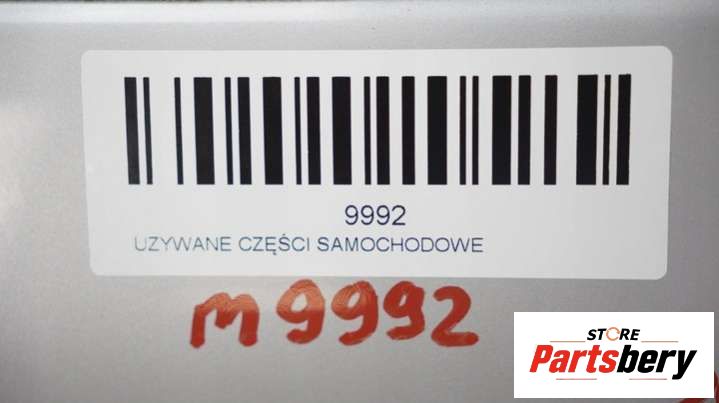 9992
UZYWANE CZĘŚCI SAMOCHODOWE
m9992
STORE
Partsbery